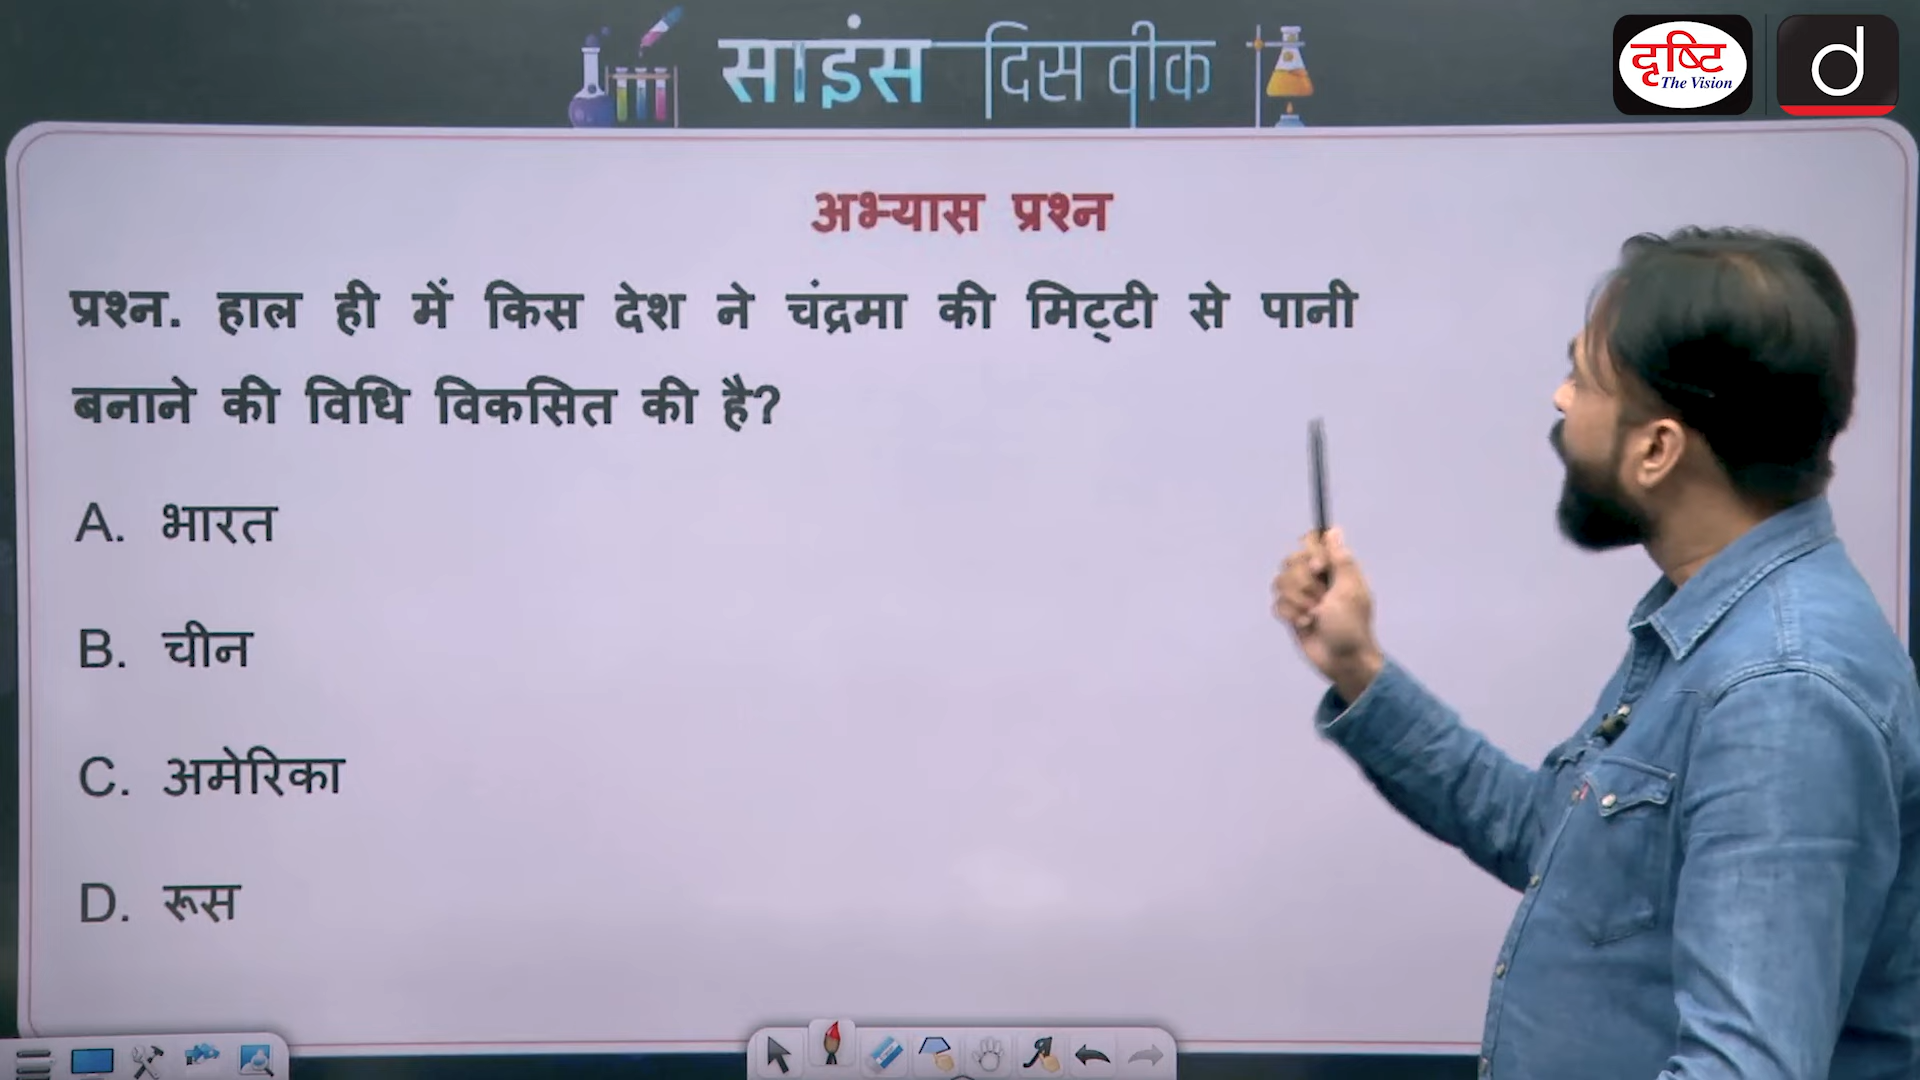 साइंस दिस वीक
दृष्टि
The Vision
d
अभ्यास प्रश्न
प्रश्न. हाल ही में किस देश ने चंद्रमा की मिट्टी से पानी
बनाने की विधि विकसित की है?
A. भारत
B. चीन
C. अमेरिका
D. रूस